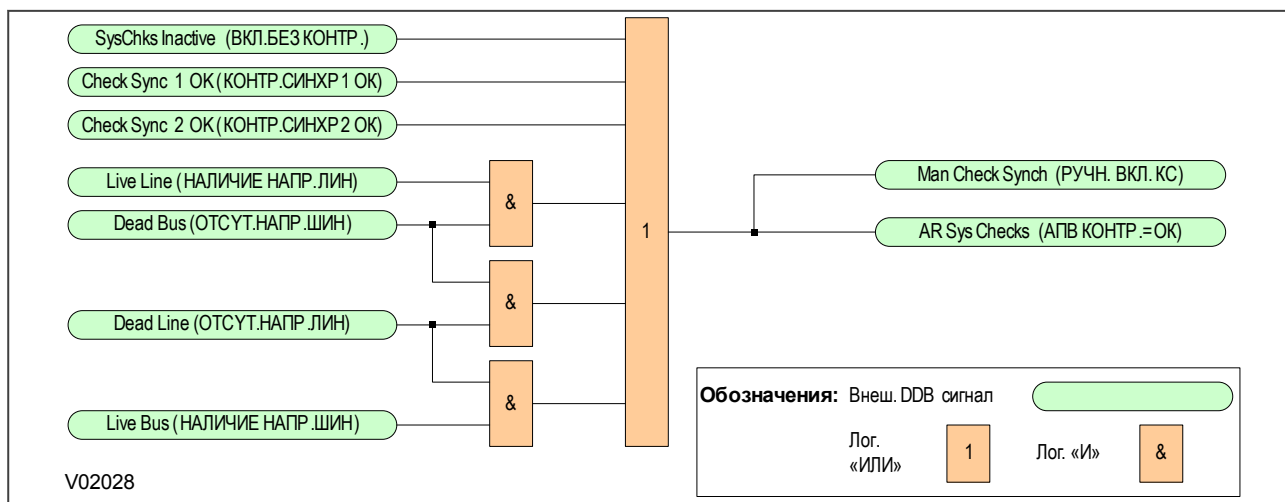 SysChks Inactive (ВКЛ.БЕЗ КОНТР.)
Check Sync 1 OK (КОНТР.СИНХР 1 ОК)
Check Sync 2 OK (КОНТР.СИНХР 2 ОК)
Live Line (НАЛИЧИЕ НАПР.ЛИН)
Dead Bus (ОТСУТ.НАПР.ШИН)
Dead Line (ОТСУТ.НАПР.ЛИН)
Live Bus (НАЛИЧИЕ НАПР.ШИН)
&
&
&
1
Man Check Synch (РУЧН. ВКЛ. КС)
AR Sys Checks (АПВ КОНТР.=ОК)
Обозначения: Внеш. DDB сигнал
Лог. «ИЛИ»
1
Лог. «И»
&
V02028